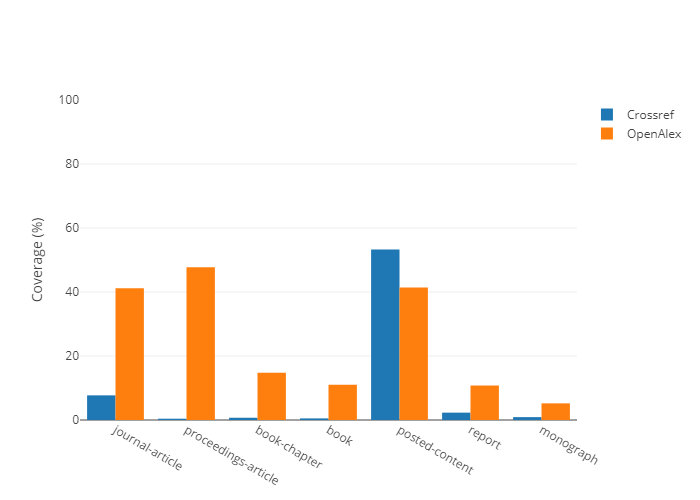 100
80
60
40
20
0
Coverage (%)
journal-article
proceedings-article
book-chapter
book
posted-content
report
monograph
Crossref
OpenAlex